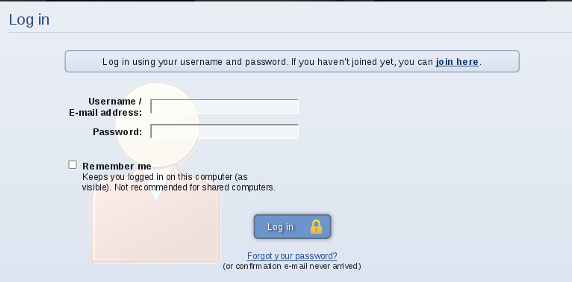 Log in
Log in using your username and password. If you haven't joined yet, you can join here.
Username /
E-mail address:
Password:
Remember me
Keeps you logged in on this computer (as
visible). Not recommended for shared computers.
Log in
Forgot your password?
(or confirmation e-mail never arrived)